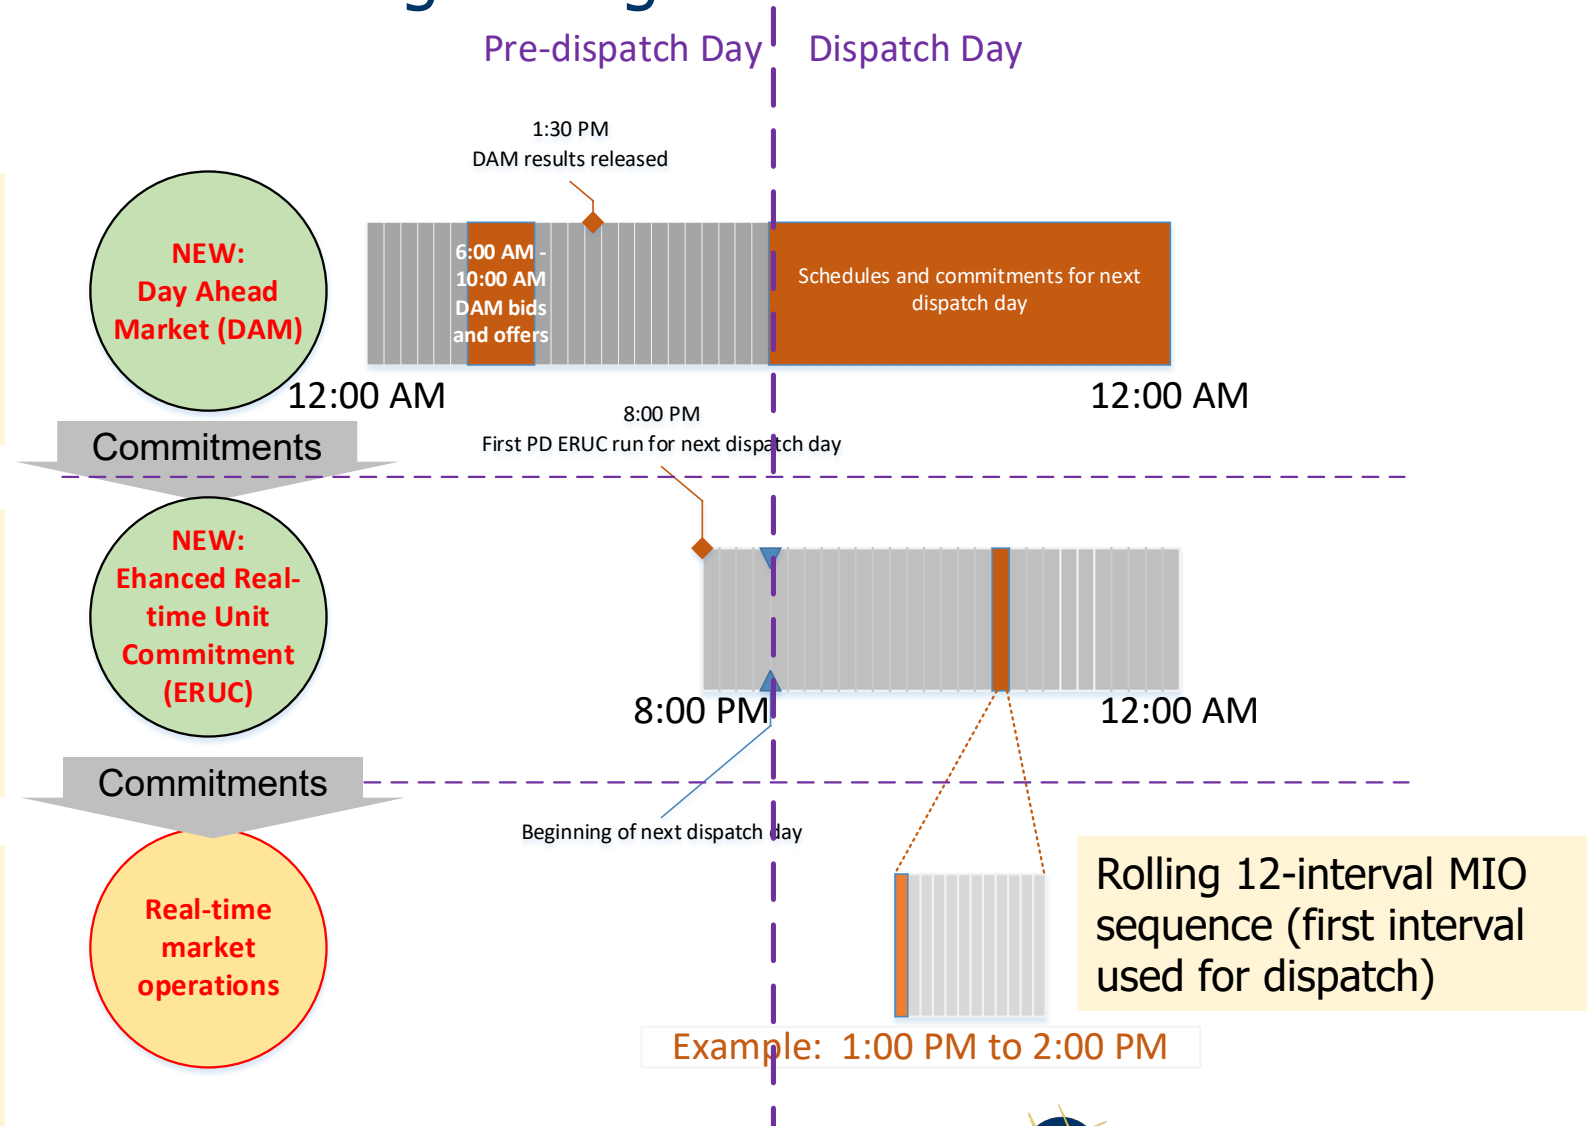 Pre-dispatch Day
Dispatch Day
1:30 PM
DAM results released
NEW:
Day Ahead
Market (DAM)
6:00 AM -
10:00 AM
DAM bids
and offers
Schedules and commitments for next
dispatch day
12:00 AM
12:00 AM
Commitments
8:00 PM
First PD ERUC run for next dispatch day
NEW:
Ehanced Real-
time Unit
Commitment
(ERUC)
8:00 PM
12:00 AM
Commitments
Beginning of next dispatch day
Real-time
market
operations
Rolling 12-interval MIO
sequence (first interval
used for dispatch)
Example: 1:00 PM to 2:00 PM